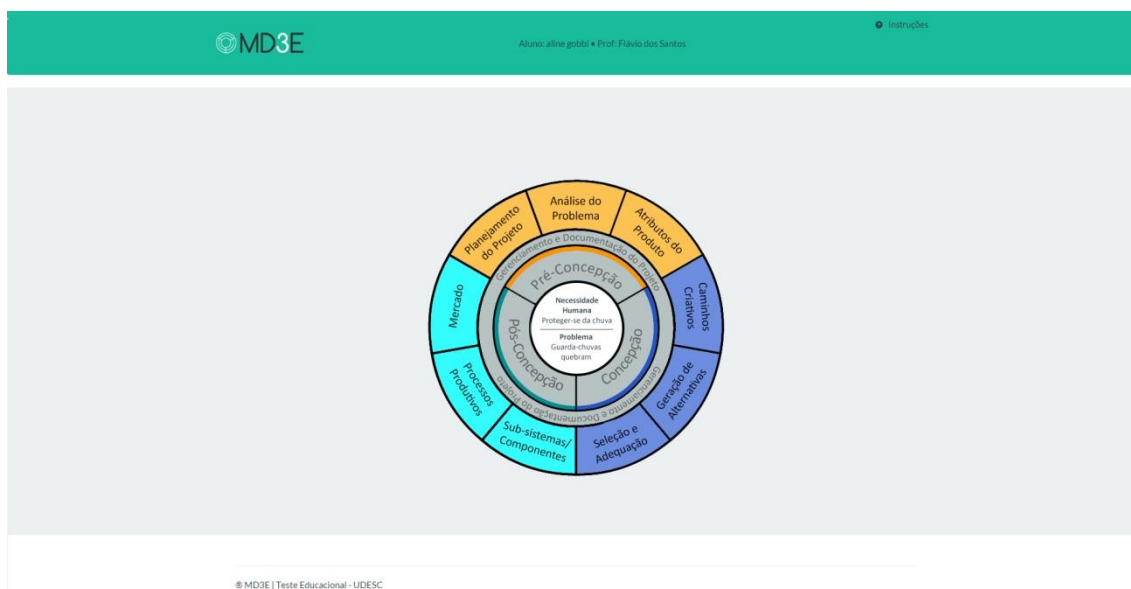 MD3E
Aluno: aline gobbi • Prof: Flávio dos Santos
Instruções
Análise do
Problema
Atributos do
Produto
Caminhos
Criativos
Geração de
Alternativas
Seleção e
Adequação
Sub-sistemas/
Componentes
Processos
Produtivos
Mercado
Planejamento
do Projeto
Gerenciamento e Documentação do Projeto
Gerenciamento e Documentação do Projeto
Pré-Concepção
Concepção
Pós-Concepção
Necessidade
Humana
Proteger-se da chuva
Problema
Guarda-chuvas
quebram
® MD3E | Teste Educacional - UDESC